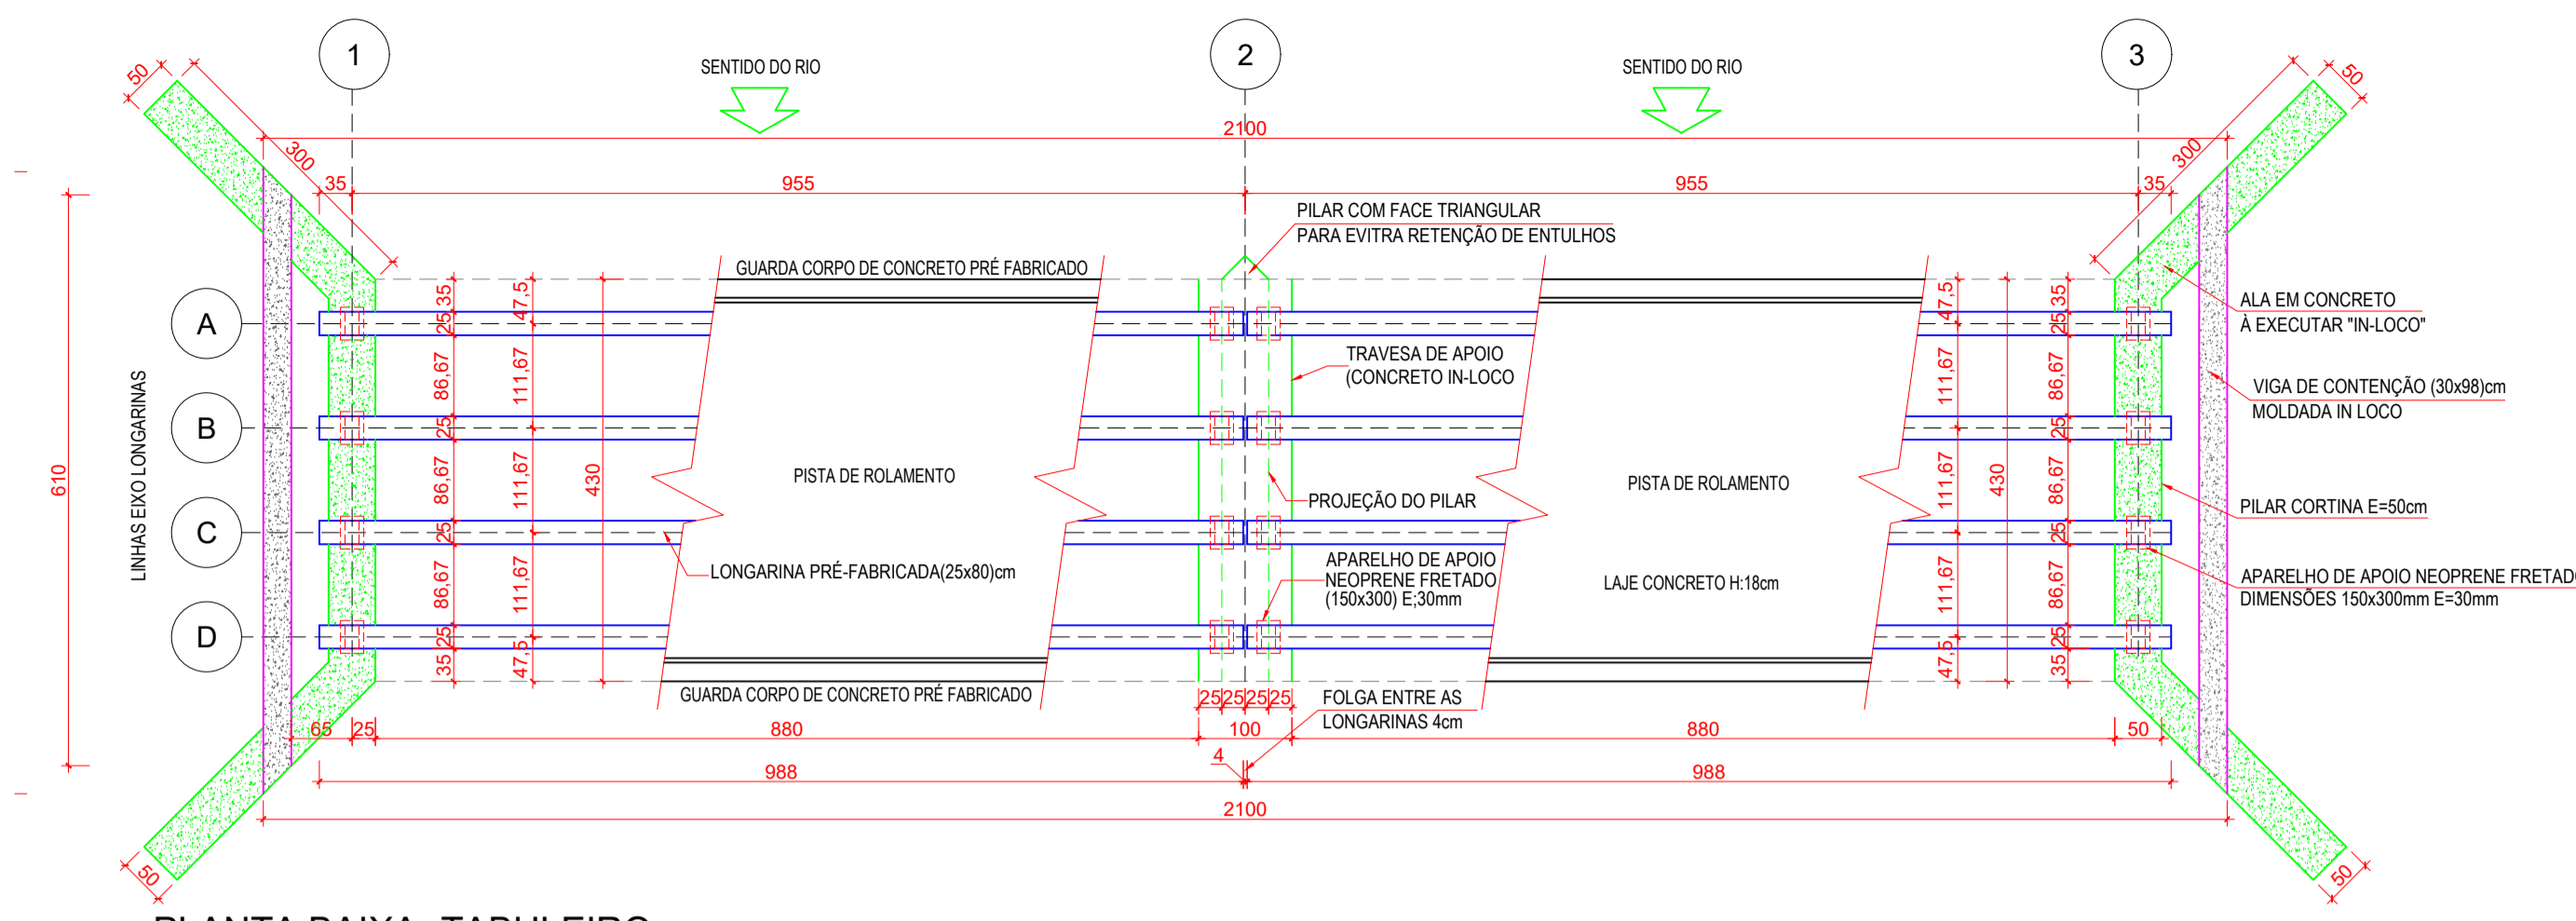 1
2
3
SENTIDO DO RIO
SENTIDO DO RIO
50
50
2100
300
300
35
955
955
35
PILAR COM FACE TRIANGULAR
PARA EVITRA RETENÇÃO DE ENTULHOS
GUARDA CORPO DE CONCRETO PRÉ FABRICADO
A
B
C
D
LINHAS EIXO LONGARINAS
610
35
25
86,67
25
86,67
25
86,67
25
35
47,5
111,67
111,67
111,67
47,5
430
TRAVESA DE APOIO
(CONCRETO IN-LOCO
PISTA DE ROLAMENTO
PISTA DE ROLAMENTO
PROJEÇÃO DO PILAR
LONGARINA PRÉ-FABRICADA(25x80)cm
APARELHO DE APOIO
NEOPRENE FRETADO
(150x300) E;30mm
LAJE CONCRETO H:18cm
47,5
111,67
111,67
111,67
47,5
430
35
25
86,67
25
86,67
25
86,67
25
35
ALA EM CONCRETO
À EXECUTAR "IN-LOCO"
VIGA DE CONTENÇÃO (30x98)cm
MOLDADA IN LOCO
PILAR CORTINA E=50cm
APARELHO DE APOIO NEOPRENE FRETADO
DIMENSÕES 150x300mm E=30mm
GUARDA CORPO DE CONCRETO PRÉ FABRICADO
25
25
25
25
FOLGA ENTRE AS
LONGARINAS 4cm
65
25
880
100
880
50
4
988
988
2100
50
50
PLANTA BAIXA- TABULEIRO